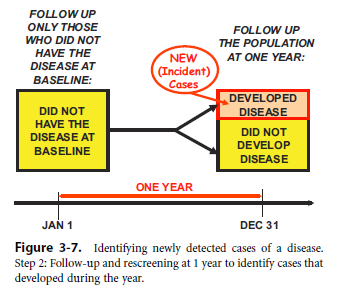 FOLLOW UP
ONLY THOSE
WHO DID NOT
HAVE THE
DISEASE AT
BASELINE:
FOLLOW UP
THE POPULATION
AT ONE YEAR:
NEW
(Incident)
Cases
DID NOT
HAVE THE
DISEASE AT
BASELINE
DEVELOPED
DISEASE
DID NOT
DEVELOP
DISEASE
ONE YEAR
JAN 1
DEC 31
Figure 3-7. Identifying newly detected cases of a disease.
Step 2: Follow-up and rescreening at 1 year to identify cases that
developed during the year.